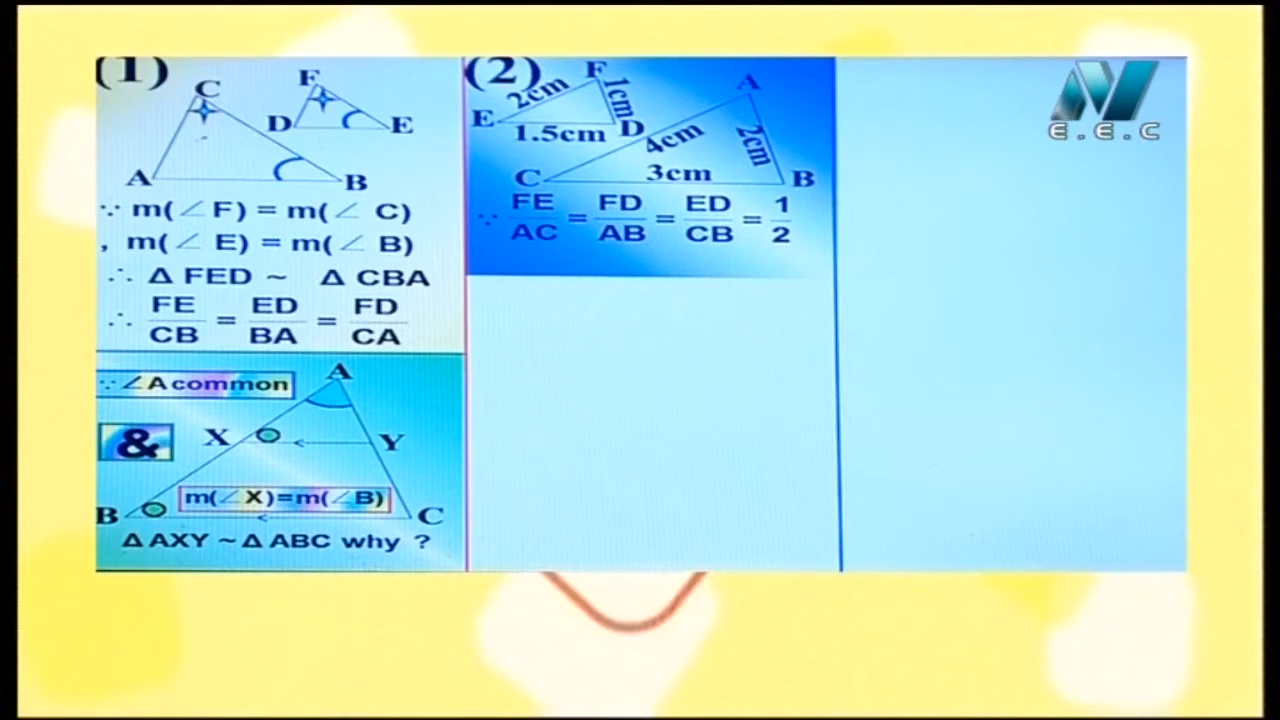 (1)
C
F
D
E
A
B
∵ m(∠ F) = m(∠ C)
, m(∠ E) = m(∠ B)
∴ Δ FED ~ Δ CBA
∴ FE/CB = ED/BA = FD/CA
∵ ∠A common
A
&
X
Y
m(∠X)=m(∠B)
B
C
Δ AXY ~ Δ ABC why ?
(2)
F
2cm
1cm
E
1.5cm
D
A
4cm
2cm
C
3cm
B
∵ FE/AC = FD/AB = ED/CB = 1/2
E.E.C